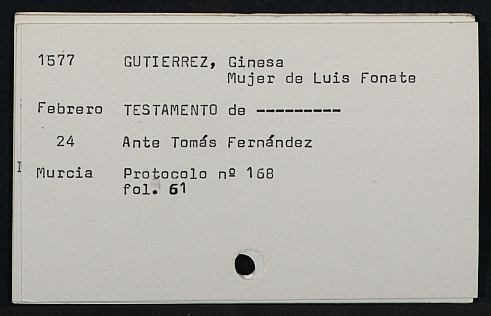 1577 GUTIERREZ, Ginesa
Mujer de Luis Fonate
Febrero TESTAMENTO de ---------
24 Ante Tomás Fernández
I Murcia Protocolo nº 168
fol. 61